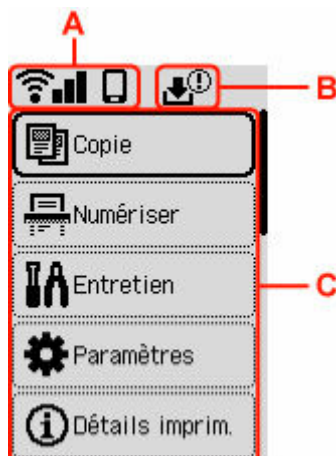 A
B
Copie
Numériser
Entretien
C
Paramètres
Détails imprim.